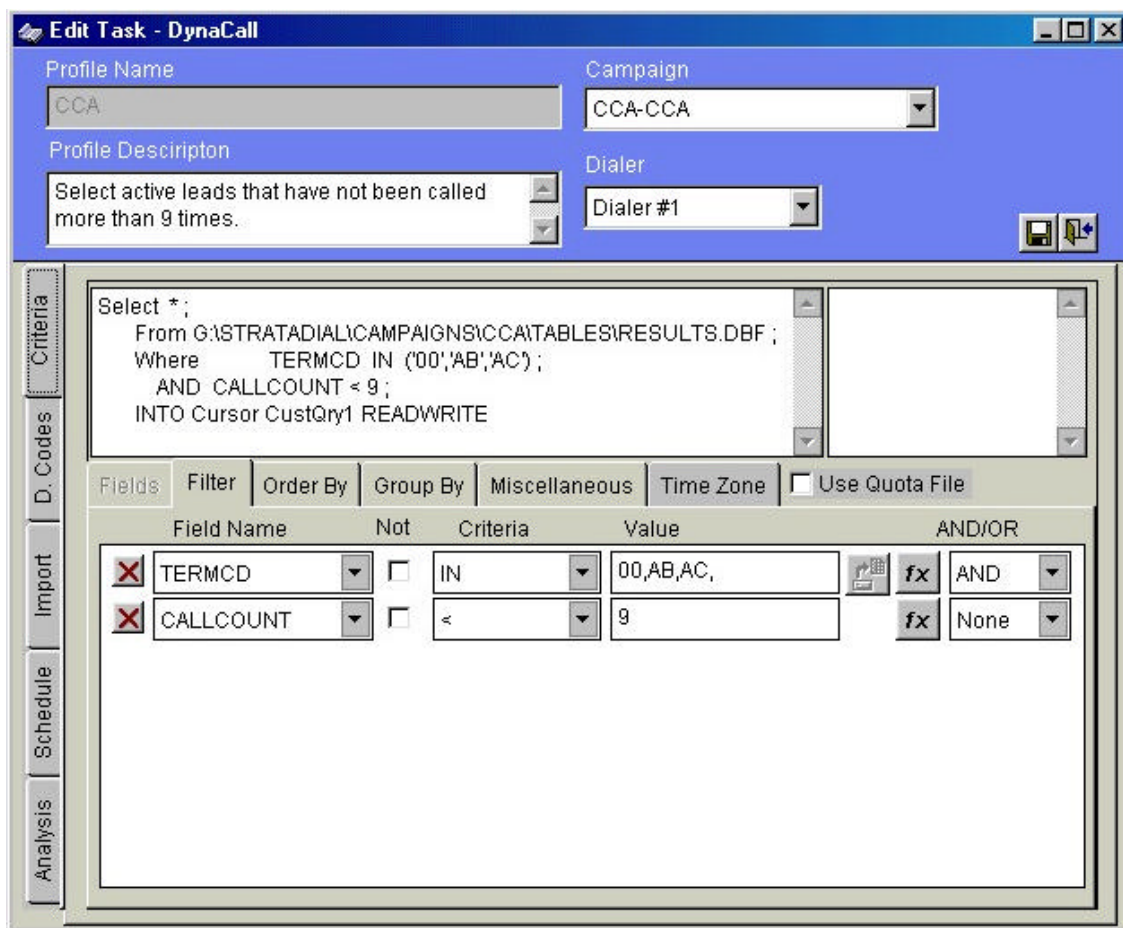 Edit Task - DynaCall
Profile Name
Campaign
CCA
CCA-CCA
Profile Desciripton
Dialer
Select active leads that have not been called
more than 9 times.
Dialer #1
Criteria
D. Codes
Import
Schedule
Analysis
Select * ;
From G:\STRATADIAL\CAMPAIGNS\CCA\TABLES\RESULTS.DBF ;
Where TERMCD IN ('00','AB','AC') ;
AND CALLCOUNT < 9 ;
INTO Cursor CustQry1 READWRITE
Fields Filter Order By Group By Miscellaneous Time Zone Use Quota File
Field Name Not Criteria Value AND/OR
TERMCD IN 00,AB,AC, fx AND
CALLCOUNT < 9 fx None